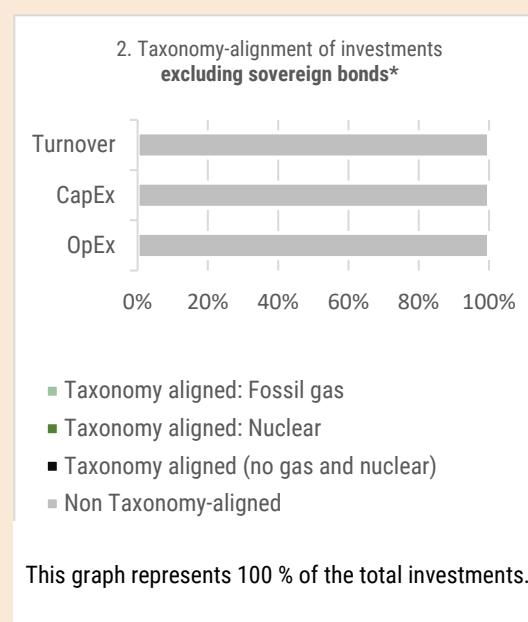 2. Taxonomy-alignment of investments
excluding sovereign bonds*
Turnover
CapEx
OpEx
0% 20% 40% 60% 80% 100%
Taxonomy aligned: Fossil gas
Taxonomy aligned: Nuclear
Taxonomy aligned (no gas and nuclear)
Non Taxonomy-aligned
This graph represents 100 % of the total investments.